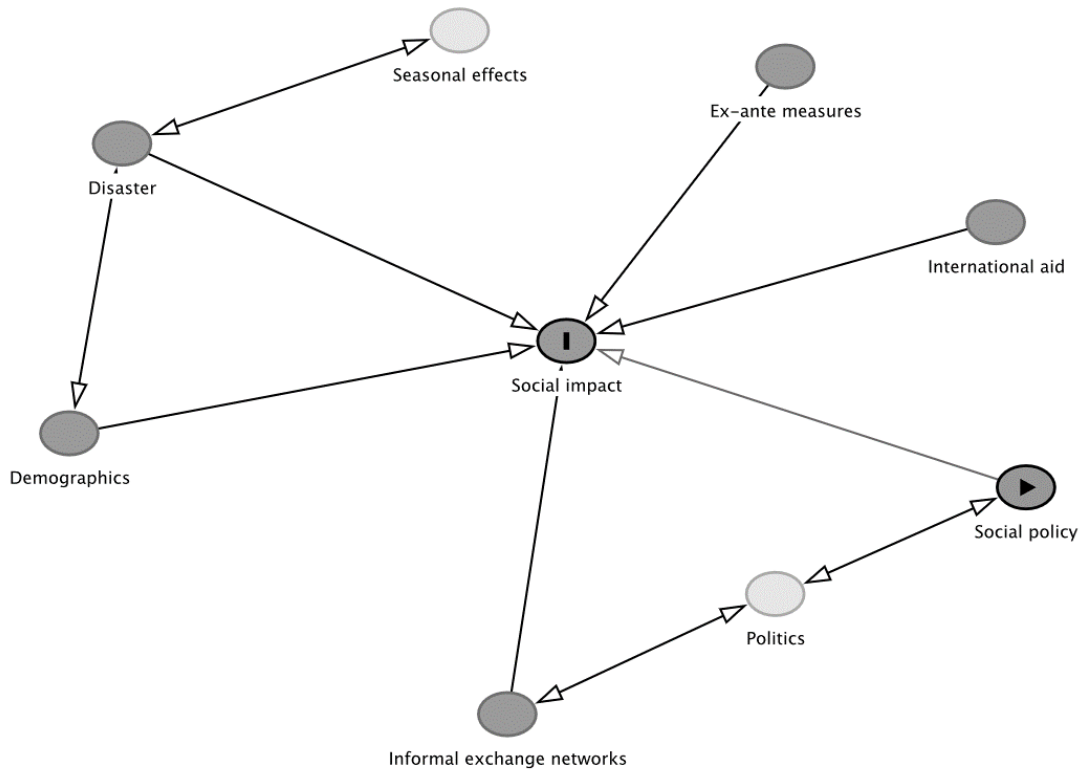 Seasonal effects
Ex-ante measures
Disaster
International aid
Social impact
Demographics
Social policy
Politics
Informal exchange networks